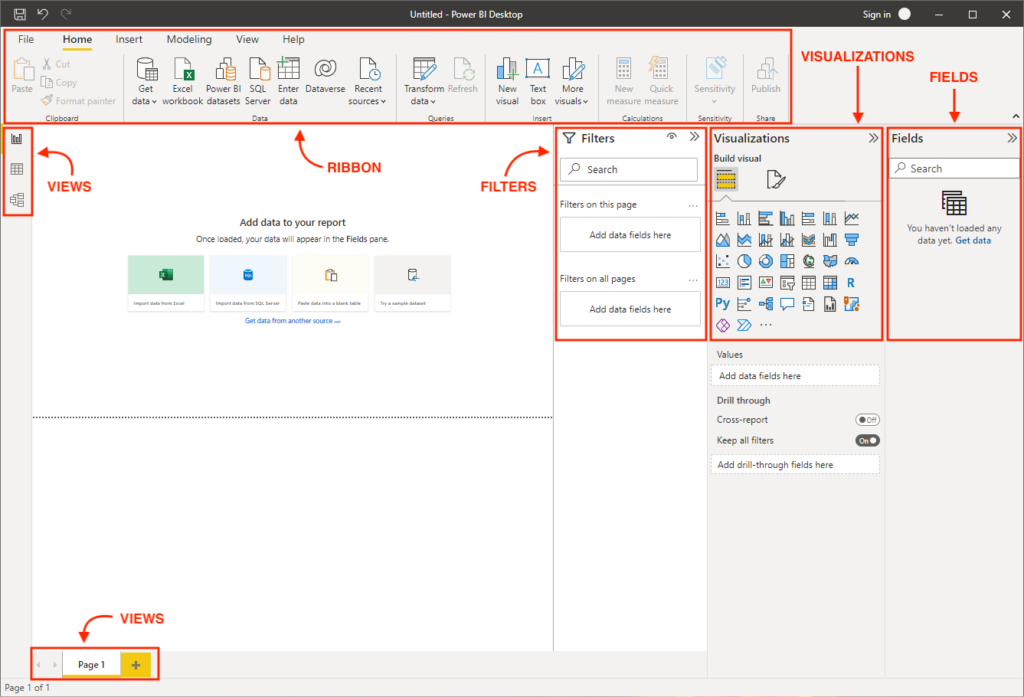 Untitled - Power BI Desktop
Sign in
File Home Insert Modeling View Help
Paste
Cut
Copy
Format painter
Clipboard
Get data
Excel workbook
Power BI datasets
SQL Server
Enter data
Dataverse
Recent sources
Data
Transform data
Refresh
Queries
New visual
Text box
More visuals
Insert
New measure
Quick measure
Calculations
Sensitivity
Sensitivity
Publish
Share
VISUALIZATIONS
FIELDS
VIEWS
RIBBON
FILTERS
Add data to your report
Once loaded, your data will appear in the Fields pane.
Import data from Excel
Import data from SQL Server
Paste data into a blank table
Try a sample dataset
Get data from another source
Filters
Search
Filters on this page ...
Add data fields here
Filters on all pages ...
Add data fields here
Visualizations
Build visual
123
R
Py
...
Values
Add data fields here
Drill through
Cross-report Off
Keep all filters On
Add drill-through fields here
Fields
Search
You haven't loaded any
data yet. Get data
VIEWS
Page 1 +
Page 1 of 1